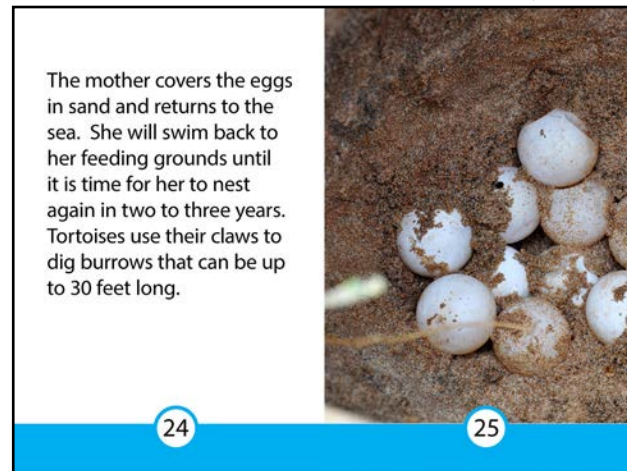 The mother covers the eggs
in sand and returns to the
sea. She will swim back to
her feeding grounds until
it is time for her to nest
again in two to three years.
Tortoises use their claws to
dig burrows that can be up
to 30 feet long.
24
25